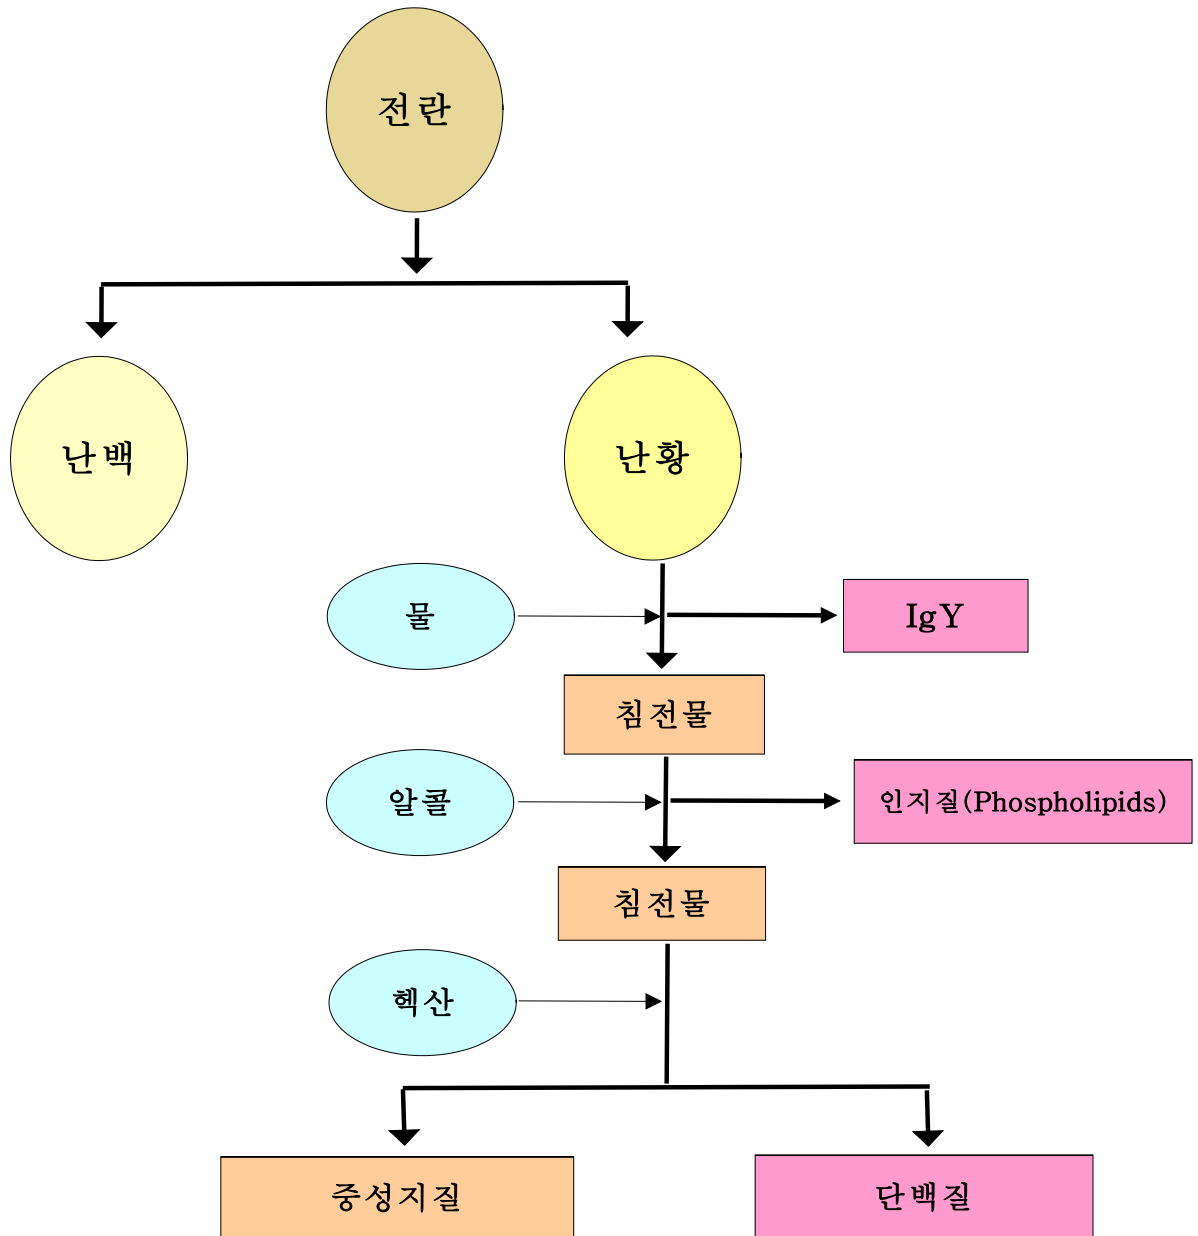 전란
난백
난황
물
IgY
침전물
알콜
인지질(Phospholipids)
침전물
헥산
중성지질
단백질